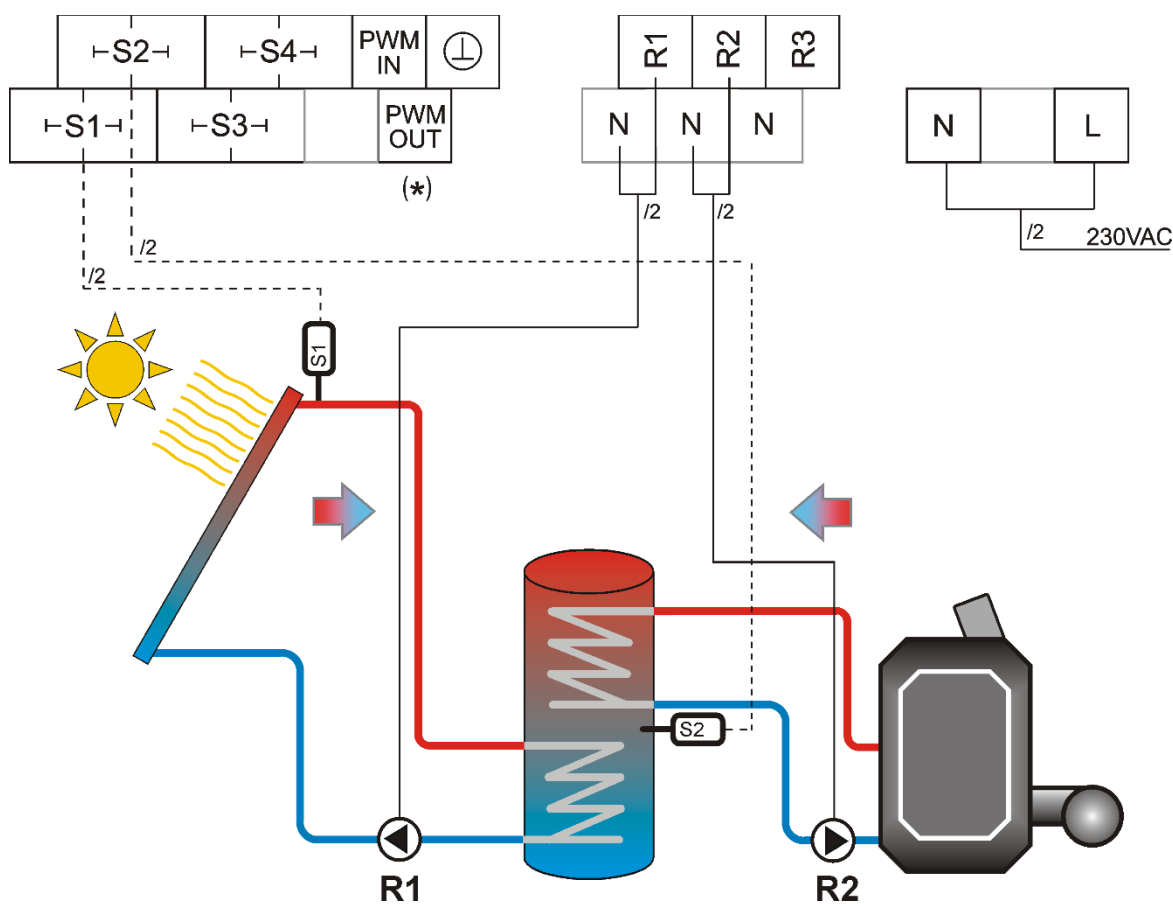 S2 S4 PWM IN
S1 S3 PWM OUT
(*)
R1 R2 R3
N N N
N L
/2
/2
/2
/2
/2 230VAC
S1
S2
R1
R2